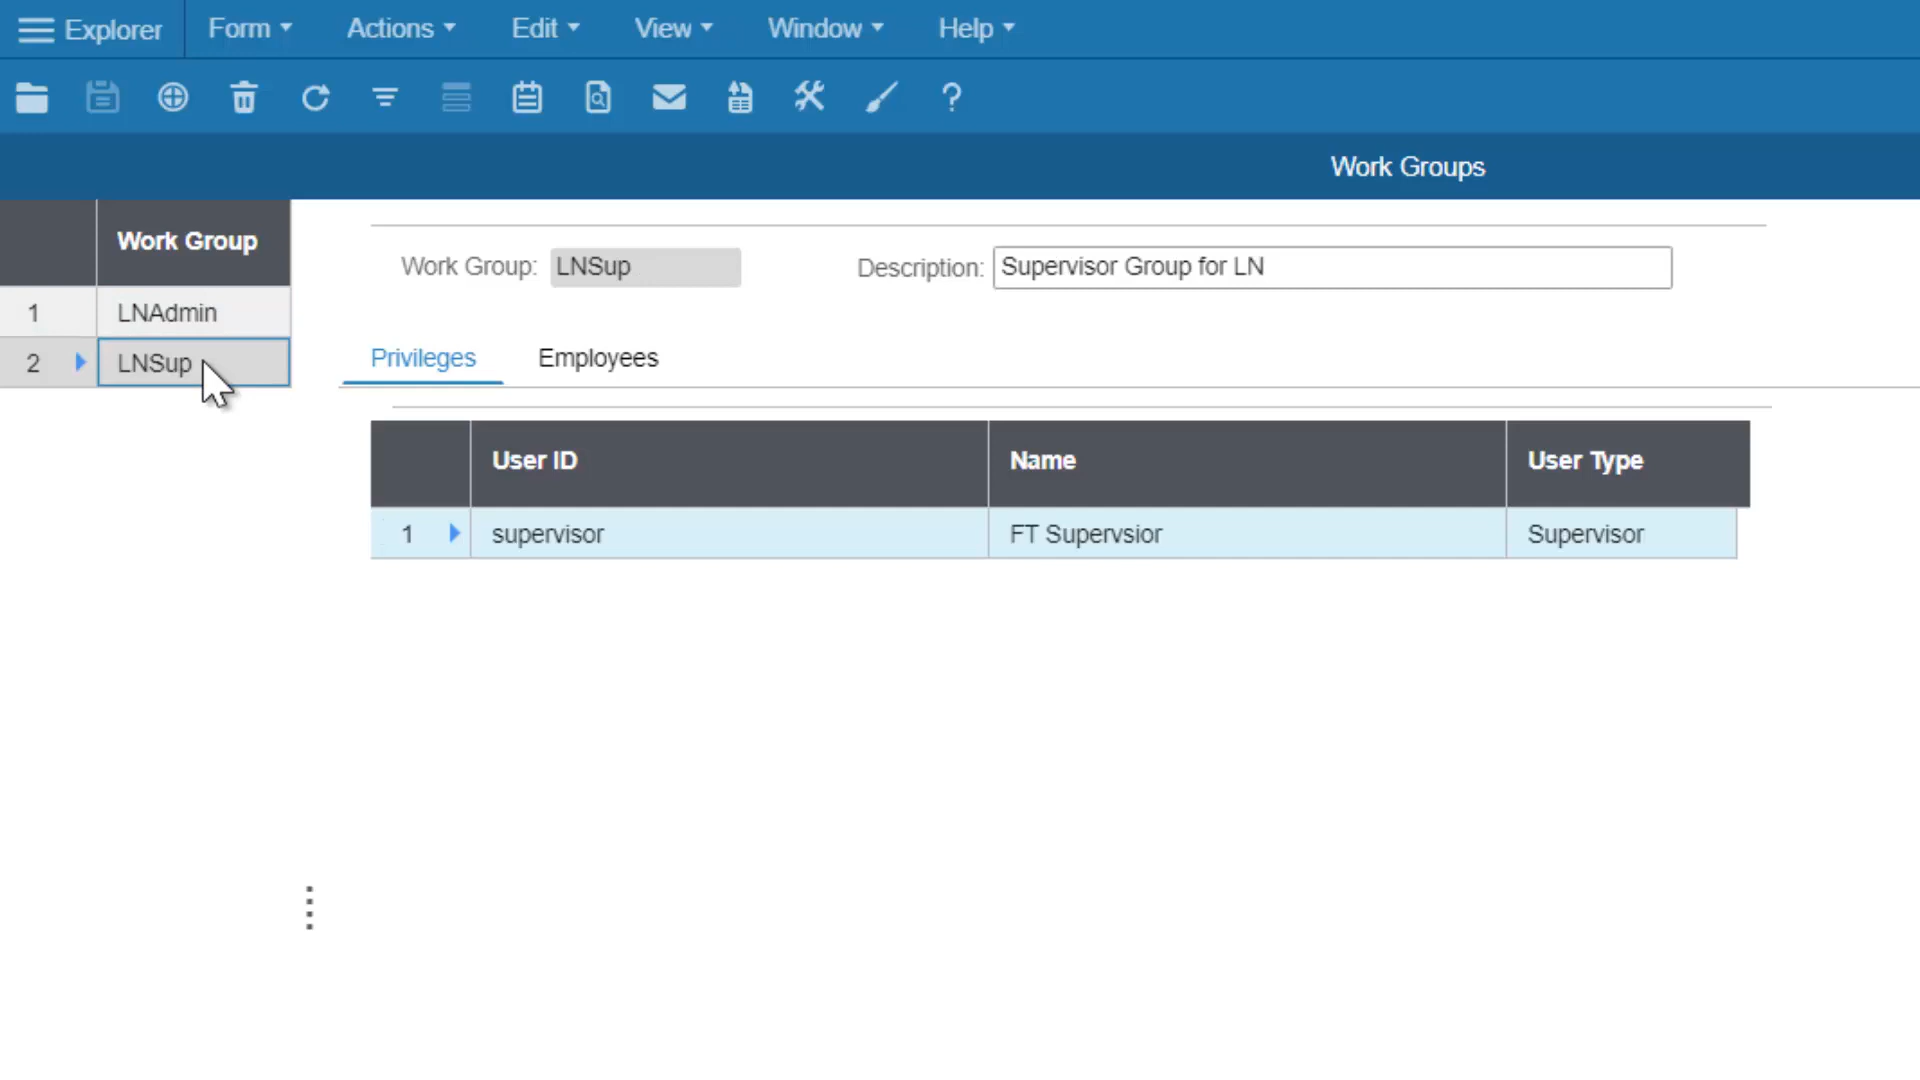 Explorer Form Actions Edit View Window Help
?
Work Groups
Work Group
1 LNAdmin
2 LNSup
Work Group: LNSup Description: Supervisor Group for LN
Privileges Employees
User ID Name User Type
1 supervisor FT Supervsior Supervisor